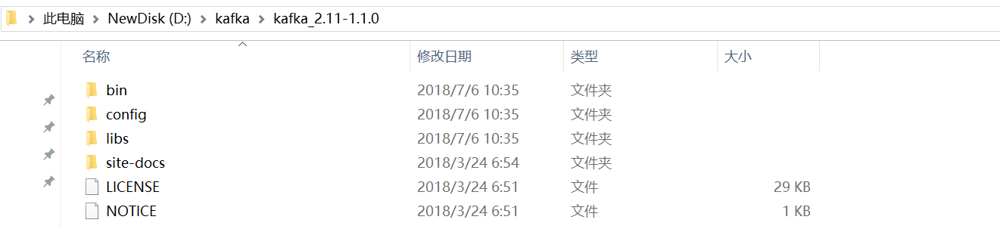 此电脑 NewDisk (D:) kafka kafka_2.11-1.1.0
名称 修改日期 类型 大小
bin 2018/7/6 10:35 文件夹
config 2018/7/6 10:35 文件夹
libs 2018/7/6 10:35 文件夹
site-docs 2018/3/24 6:54 文件夹
LICENSE 2018/3/24 6:51 文件 29 KB
NOTICE 2018/3/24 6:51 文件 1 KB